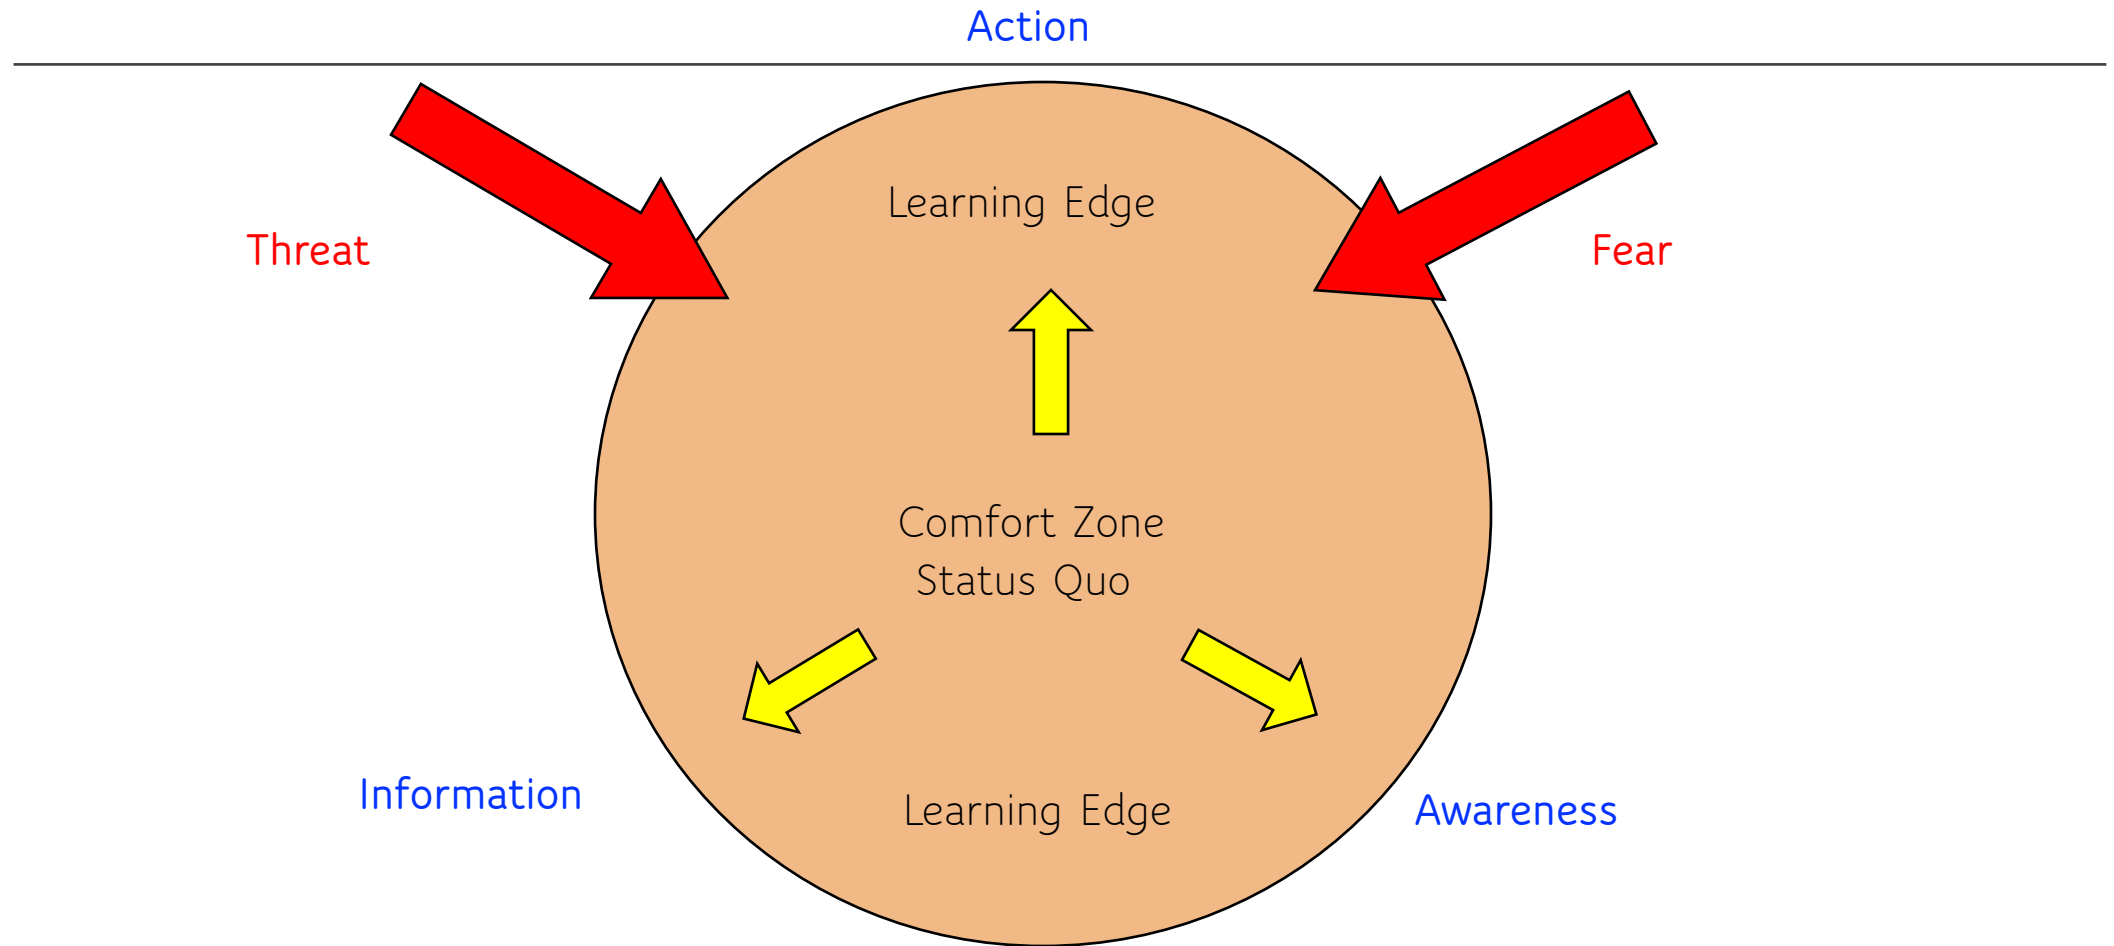 Action
Learning Edge
Threat
Fear
Comfort Zone
Status Quo
Information
Learning Edge
Awareness